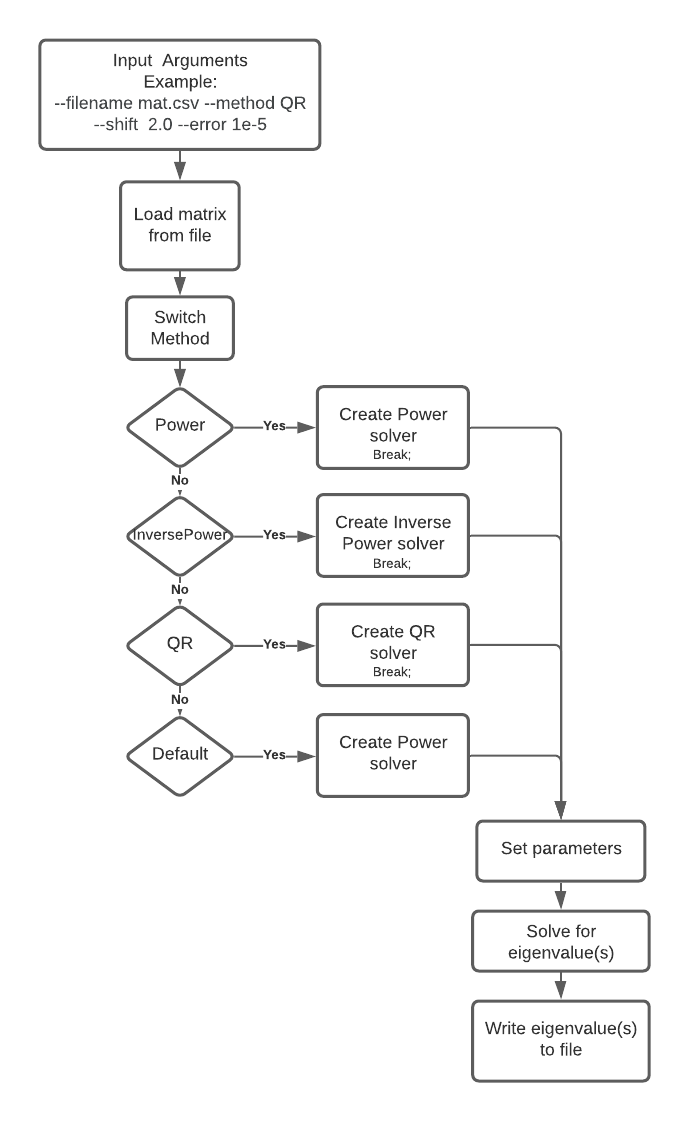 Input Arguments
Example:
--filename mat.csv --method QR
--shift 2.0 --error 1e-5
Load matrix
from file
Switch
Method
Power
Yes
Create Power
solver
Break;
No
InversePower
Yes
Create Inverse
Power solver
Break;
No
QR
Yes
Create QR
solver
Break;
No
Default
Yes
Create Power
solver
Set parameters
Solve for
eigenvalue(s)
Write eigenvalue(s)
to file